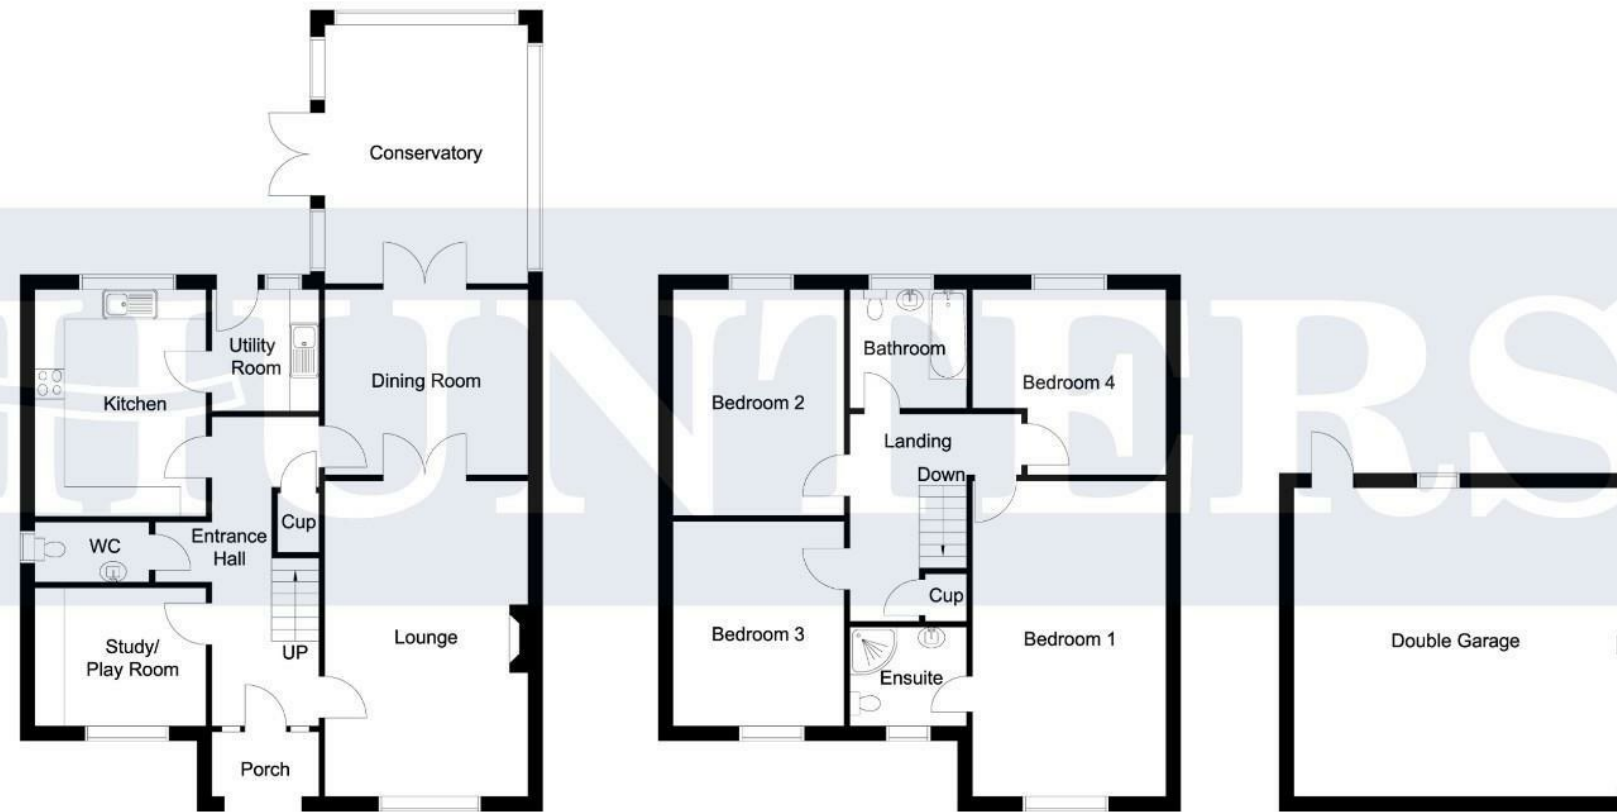 Conservatory
HUNTERS
Utility
Room
Kitchen
Dining Room
WC
Entrance
Hall
Cup
Study/
Play Room
UP
Lounge
Porch
Bedroom 2
Bathroom
Bedroom 4
Landing
Down
Cup
Bedroom 3
Ensuite
Bedroom 1
Double Garage